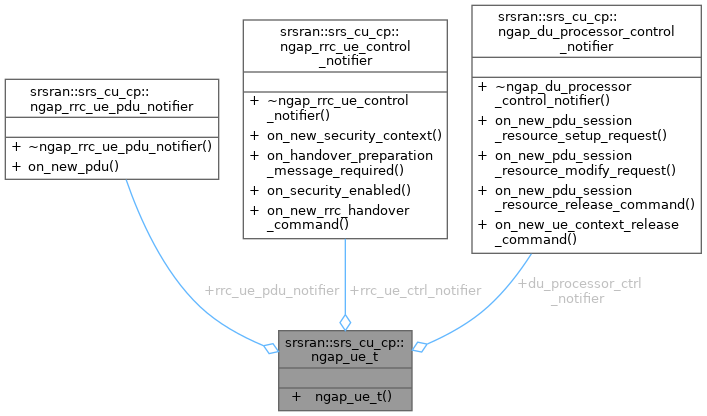 srsran::srs_cu_cp::
ngap_rrc_ue_pdu_notifier
+ ~ngap_rrc_ue_pdu_notifier()
+ on_new_pdu()
srsran::srs_cu_cp::
ngap_rrc_ue_control
_notifier
+ ~ngap_rrc_ue_control
_notifier()
+ on_new_security_context()
+ on_handover_preparation
_message_required()
+ on_security_enabled()
+ on_new_rrc_handover
_command()
srsran::srs_cu_cp::
ngap_du_processor_control
_notifier
+ ~ngap_du_processor
_control_notifier()
+ on_new_pdu_session
_resource_setup_request()
+ on_new_pdu_session
_resource_modify_request()
+ on_new_pdu_session
_resource_release_command()
+ on_new_ue_context_release
_command()
+rrc_ue_pdu_notifier
+rrc_ue_ctrl_notifier
+du_processor_ctrl
_notifier
srsran::srs_cu_cp::
ngap_ue_t
+ ngap_ue_t()